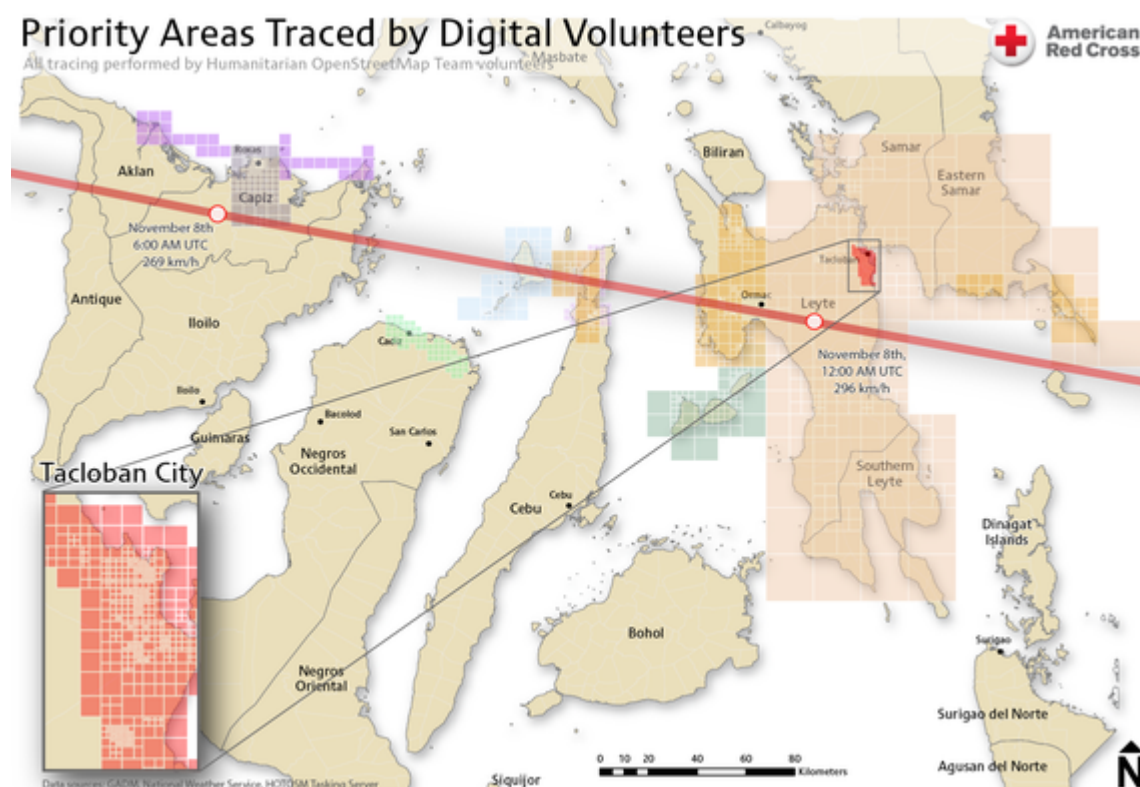 Priority Areas Traced by Digital Volunteers
All tracing performed by Humanitarian OpenStreetMap Team volunteers
American
Red Cross
Calbayog
Masbate
Aklan
Roxas
Capiz
Biliran
Samar
Eastern
Samar
November 8th
6:00 AM UTC
269 km/h
Antique
Iloilo
Tacloban
Ormac
Leyte
November 8th,
12:00 AM UTC
296 km/h
Cadiz
Iloilo
Guimaras
Bacolod
San Carlos
Negros
Occidental
Cebu
Cebu
Southern
Leyte
Dinagat
Islands
Tacloban City
Bohol
Surigao
Negros
Oriental
Surigao del Norte
Agusan del Norte
Siquijor
0 10 20 40 60 80
Kilometers
N
Data sources: GADM, National Weather Service, HOTOSM Tasking Server